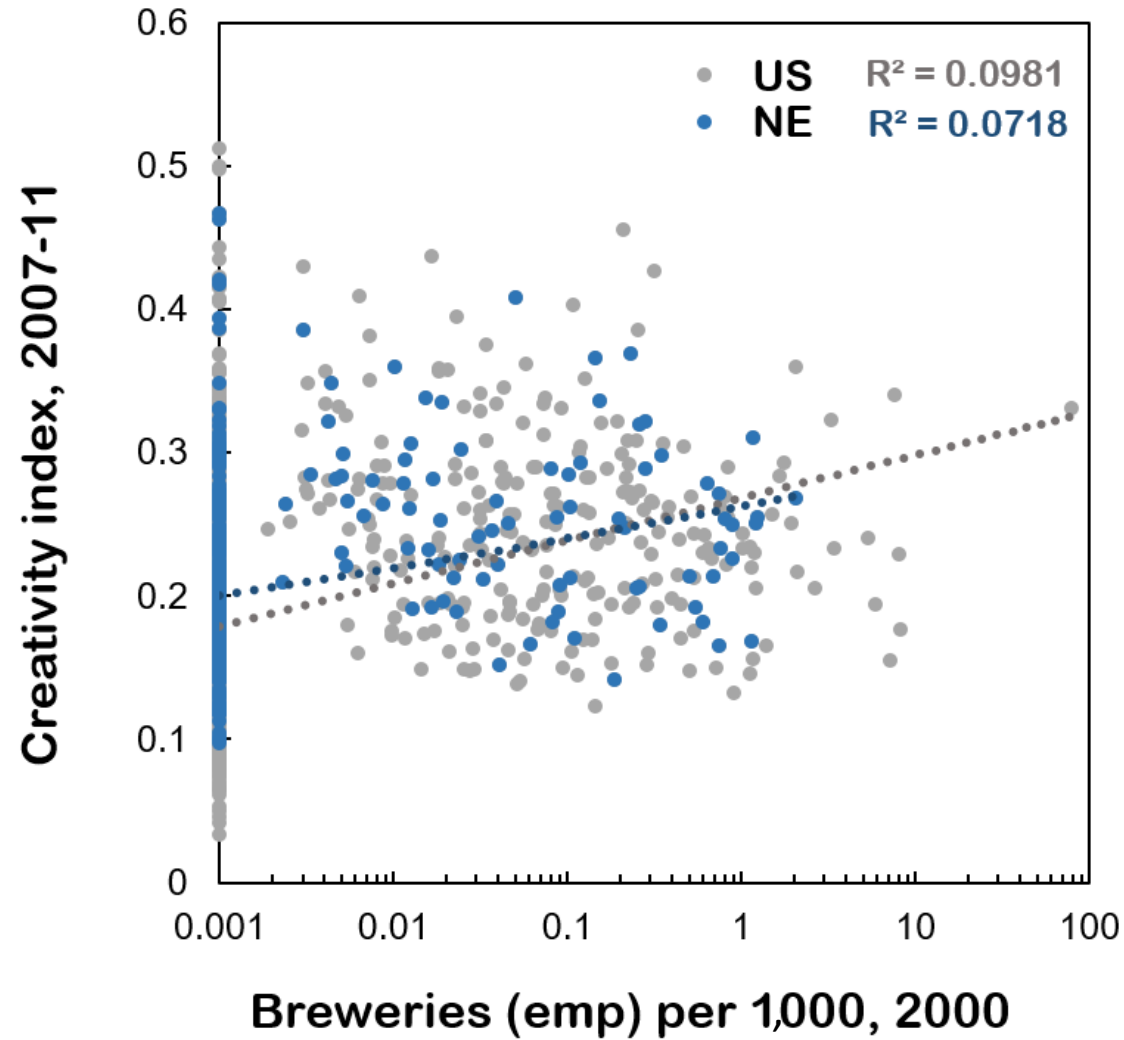 0.6
US R² = 0.0981
NE R² = 0.0718
0.5
0.4
0.3
0.2
0.1
0
Creativity index, 2007-11
0.001 0.01 0.1 1 10 100
Breweries (emp) per 1,000, 2000